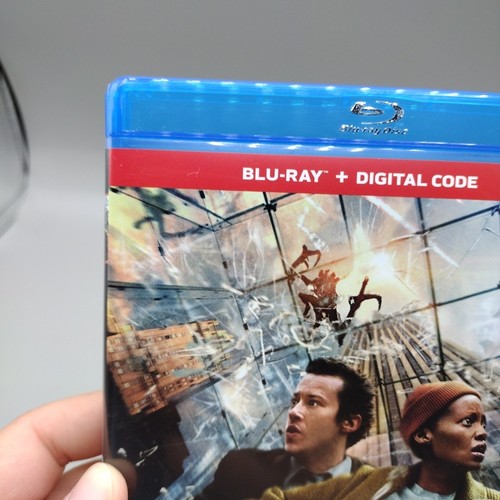 Blu-ray Disc
BLU-RAY™ + DIGITAL CODE